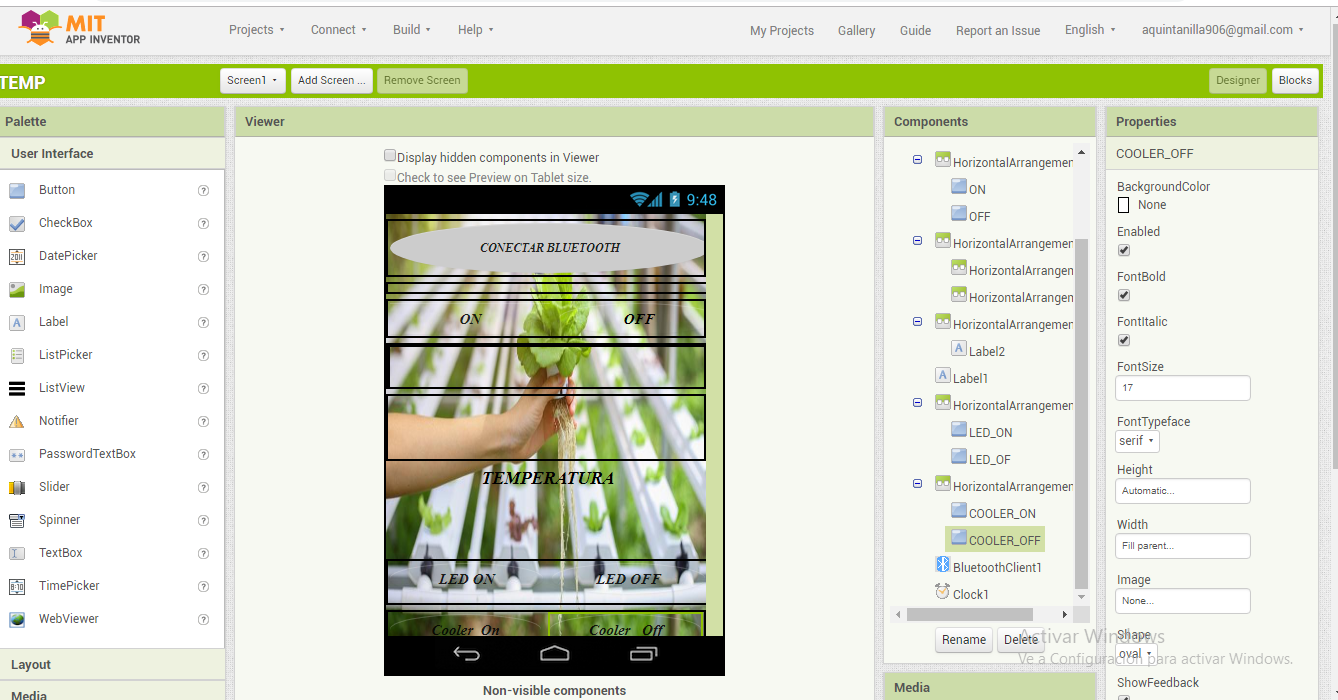 MIT
APP INVENTOR
Projects
Connect
Build
Help
My Projects
Gallery
Guide
Report an Issue
English
aquintanilla906@gmail.com
TEMP
Screen1
Add Screen ...
Remove Screen
Designer
Blocks
Palette
User Interface
Button
CheckBox
DatePicker
Image
Label
ListPicker
ListView
Notifier
PasswordTextBox
Slider
Spinner
TextBox
TimePicker
WebViewer
Layout
Media
Viewer
Display hidden components in Viewer
Check to see Preview on Tablet size.
9:48
CONECTAR BLUETOOTH
ON OFF
TEMPERATURA
LED ON LED OFF
Cooler On Cooler Off
Non-visible components
Components
HorizontalArrangemen
ON
OFF
HorizontalArrangemen
HorizontalArrangen
HorizontalArrangen
HorizontalArrangemen
Label2
Label1
HorizontalArrangemen
LED_ON
LED_OF
HorizontalArrangemen
COOLER_ON
COOLER_OFF
BluetoothClient1
Clock1
Rename
Delete
Media
Properties
COOLER_OFF
BackgroundColor
None
Enabled
FontBold
FontItalic
FontSize
17
FontTypeface
serif
Height
Automatic...
Width
Fill parent...
Image
None...
Shape
oval
ShowFeedback
Activar Windows
Ve a Configuración para activar Windows.